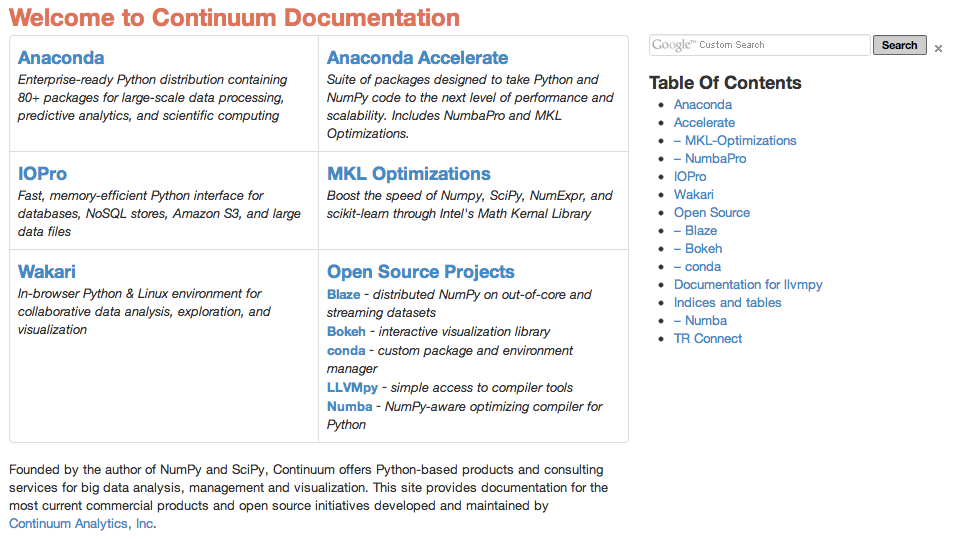 Welcome to Continuum Documentation
Anaconda
Enterprise-ready Python distribution containing
80+ packages for large-scale data processing,
predictive analytics, and scientific computing
Anaconda Accelerate
Suite of packages designed to take Python and
NumPy code to the next level of performance and
scalability. Includes NumbaPro and MKL
Optimizations.
IOPro
Fast, memory-efficient Python interface for
databases, NoSQL stores, Amazon S3, and large
data files
MKL Optimizations
Boost the speed of Numpy, SciPy, NumExpr, and
scikit-learn through Intel's Math Kernal Library
Wakari
In-browser Python & Linux environment for
collaborative data analysis, exploration, and
visualization
Open Source Projects
Blaze - distributed NumPy on out-of-core and
streaming datasets
Bokeh - interactive visualization library
conda - custom package and environment
manager
LLVMpy - simple access to compiler tools
Numba - NumPy-aware optimizing compiler for
Python
Founded by the author of NumPy and SciPy, Continuum offers Python-based products and consulting
services for big data analysis, management and visualization. This site provides documentation for the
most current commercial products and open source initiatives developed and maintained by
Continuum Analytics, Inc.
Google™ Custom Search
Search
×
Table Of Contents
Anaconda
Accelerate
– MKL-Optimizations
– NumbaPro
IOPro
Wakari
Open Source
– Blaze
– Bokeh
– conda
Documentation for llvmpy
Indices and tables
– Numba
TR Connect